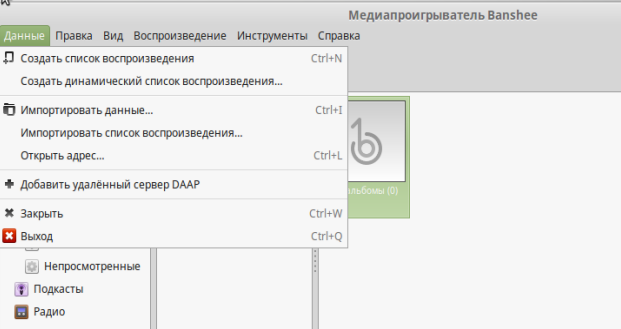 Медиапроигрыватель Banshee
Данные Правка Вид Воспроизведение Инструменты Справка
Создать список воспроизведения Ctrl+N
Создать динамический список воспроизведения...
Импортировать данные... Ctrl+I
Импортировать список воспроизведения...
Открыть адрес... Ctrl+L
льбомы (0)
Добавить удалённый сервер DAAP
Закрыть Ctrl+W
Выход Ctrl+Q
Непросмотренные
Подкасты
Радио